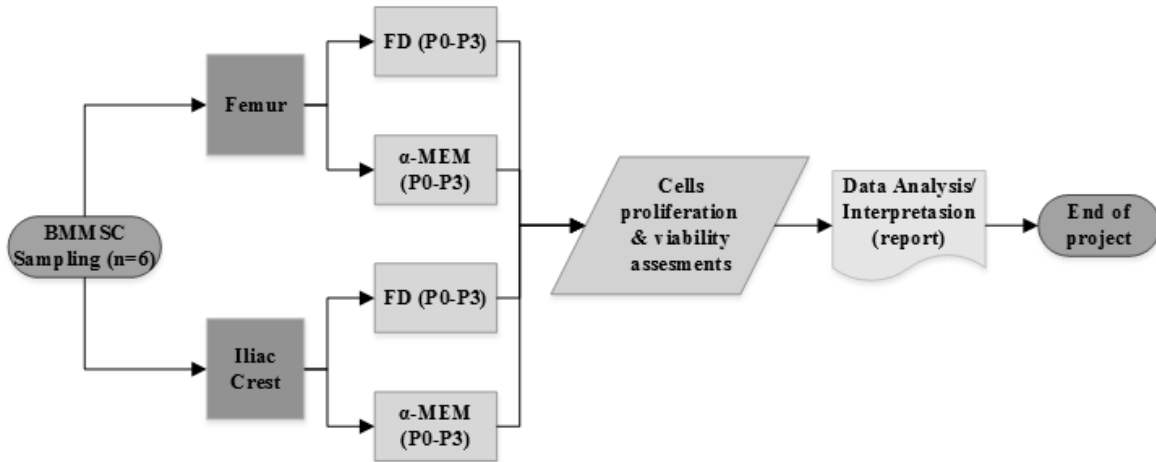 FD (P0-P3)
Femur
α-MEM
(P0-P3)
BMMSC
Sampling (n=6)
Cells
proliferation
& viability
assesments
Data Analysis/
Interpretasion
(report)
End of
project
FD (P0-P3)
Iliac
Crest
α-MEM
(P0-P3)